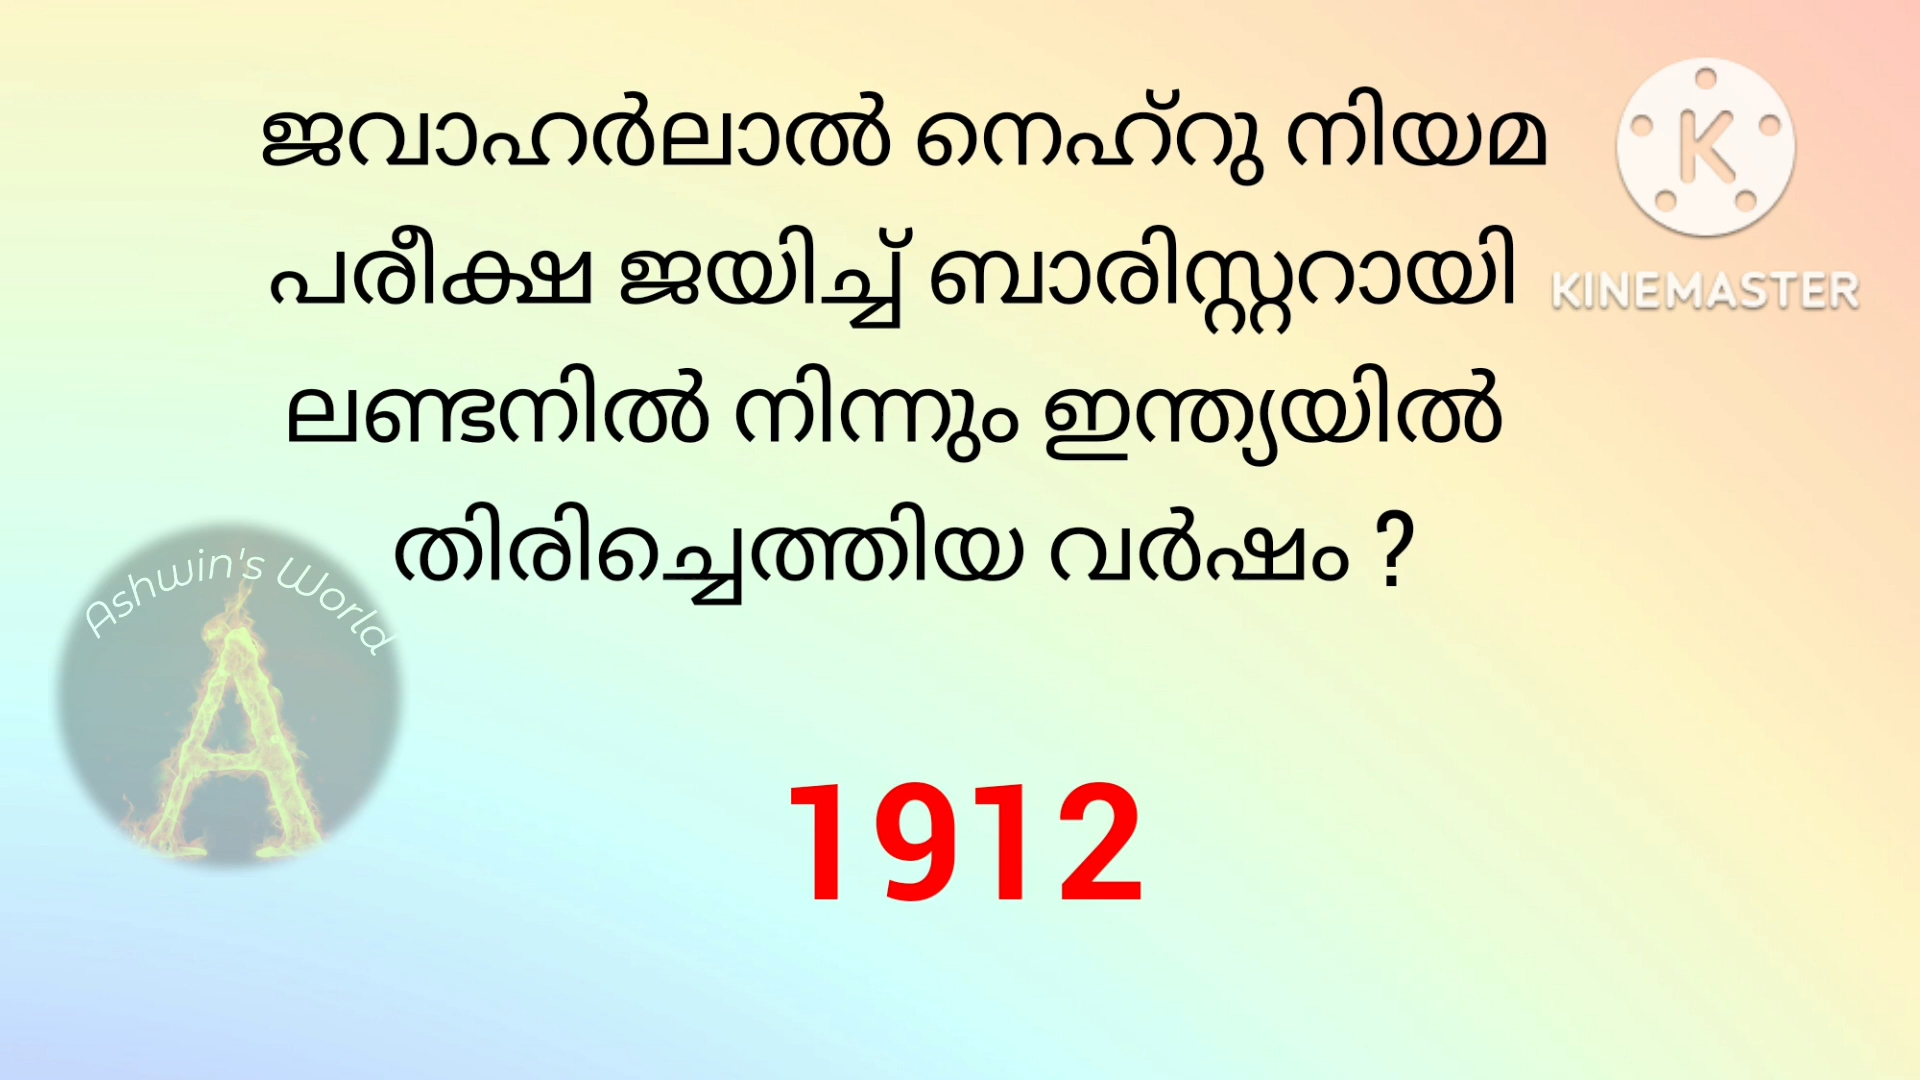 ജവാഹർലാൽ നെഹ്റു നിയമ
പരീക്ഷ ജയിച്ച് ബാരിസ്റ്ററായി
ലണ്ടനിൽ നിന്നും ഇന്ത്യയിൽ
തിരിച്ചെത്തിയ വർഷം ?
1912
K
KINEMASTER
Ashwin's World
A